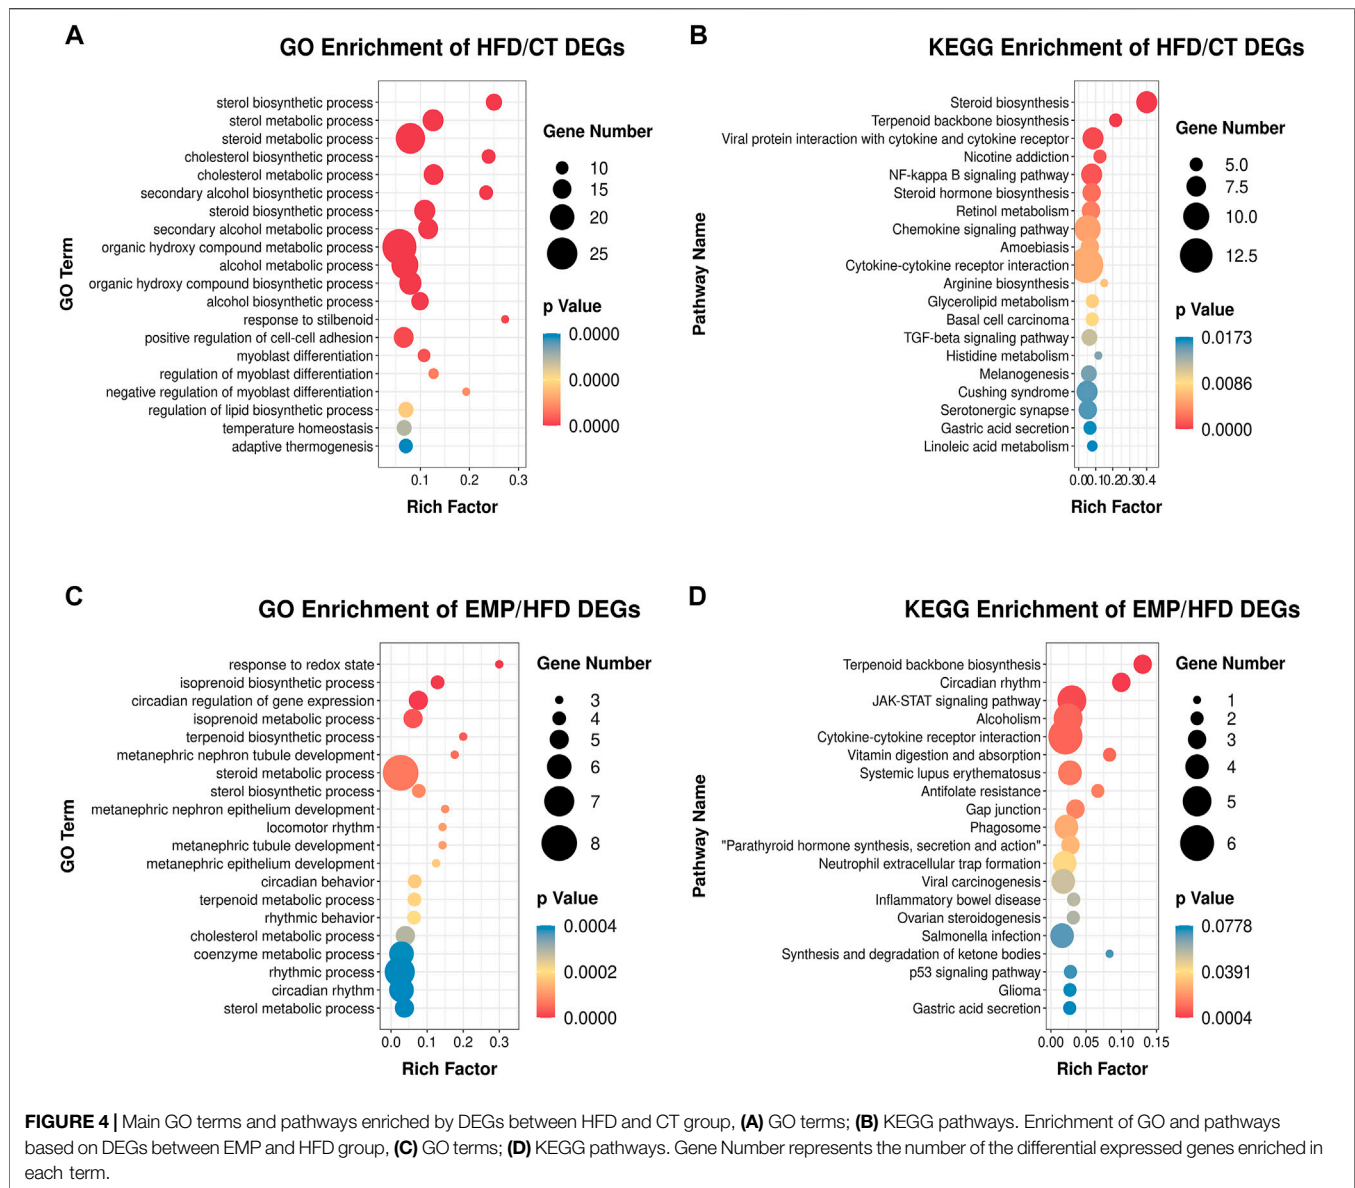 A
GO Enrichment of HFD/CT DEGs
sterol biosynthetic process
sterol metabolic process
steroid metabolic process
cholesterol biosynthetic process
cholesterol metabolic process
secondary alcohol biosynthetic process
steroid biosynthetic process
secondary alcohol metabolic process
organic hydroxy compound metabolic process
alcohol metabolic process
organic hydroxy compound biosynthetic process
alcohol biosynthetic process
response to stilbenoid
positive regulation of cell-cell adhesion
myoblast differentiation
regulation of myoblast differentiation
negative regulation of myoblast differentiation
regulation of lipid biosynthetic process
temperature homeostasis
adaptive thermogenesis
GO Term
0.1 0.2 0.3
Rich Factor
Gene Number
10
15
20
25
p Value
0.0000
0.0000
0.0000
B
KEGG Enrichment of HFD/CT DEGs
Steroid biosynthesis
Terpenoid backbone biosynthesis
Viral protein interaction with cytokine and cytokine receptor
Nicotine addiction
NF-kappa B signaling pathway
Steroid hormone biosynthesis
Retinol metabolism
Chemokine signaling pathway
Amoebiasis
Cytokine-cytokine receptor interaction
Arginine biosynthesis
Glycerolipid metabolism
Basal cell carcinoma
TGF-beta signaling pathway
Histidine metabolism
Melanogenesis
Cushing syndrome
Serotonergic synapse
Gastric acid secretion
Linoleic acid metabolism
Pathway Name
0.0 0.1 0.2 0.3 0.4
Rich Factor
Gene Number
5.0
7.5
10.0
12.5
p Value
0.0173
0.0086
0.0000
C
GO Enrichment of EMP/HFD DEGs
response to redox state
isoprenoid biosynthetic process
circadian regulation of gene expression
isoprenoid metabolic process
terpenoid biosynthetic process
metanephric nephron tubule development
steroid metabolic process
sterol biosynthetic process
metanephric nephron epithelium development
locomotor rhythm
metanephric tubule development
metanephric epithelium development
circadian behavior
terpenoid metabolic process
rhythmic behavior
cholesterol metabolic process
coenzyme metabolic process
rhythmic process
circadian rhythm
sterol metabolic process
GO Term
0.0 0.1 0.2 0.3
Rich Factor
Gene Number
3
4
5
6
7
8
p Value
0.0004
0.0002
0.0000
D
KEGG Enrichment of EMP/HFD DEGs
Terpenoid backbone biosynthesis
Circadian rhythm
JAK-STAT signaling pathway
Alcoholism
Cytokine-cytokine receptor interaction
Vitamin digestion and absorption
Systemic lupus erythematosus
Antifolate resistance
Gap junction
Phagosome
"Parathyroid hormone synthesis, secretion and action"
Neutrophil extracellular trap formation
Viral carcinogenesis
Inflammatory bowel disease
Ovarian steroidogenesis
Salmonella infection
Synthesis and degradation of ketone bodies
p53 signaling pathway
Glioma
Gastric acid secretion
Pathway Name
0.00 0.05 0.10 0.15
Rich Factor
Gene Number
1
2
3
4
5
6
p Value
0.0778
0.0391
0.0004
FIGURE 4 | Main GO terms and pathways enriched by DEGs between HFD and CT group, (A) GO terms; (B) KEGG pathways. Enrichment of GO and pathways
based on DEGs between EMP and HFD group, (C) GO terms; (D) KEGG pathways. Gene Number represents the number of the differential expressed genes enriched in
each term.